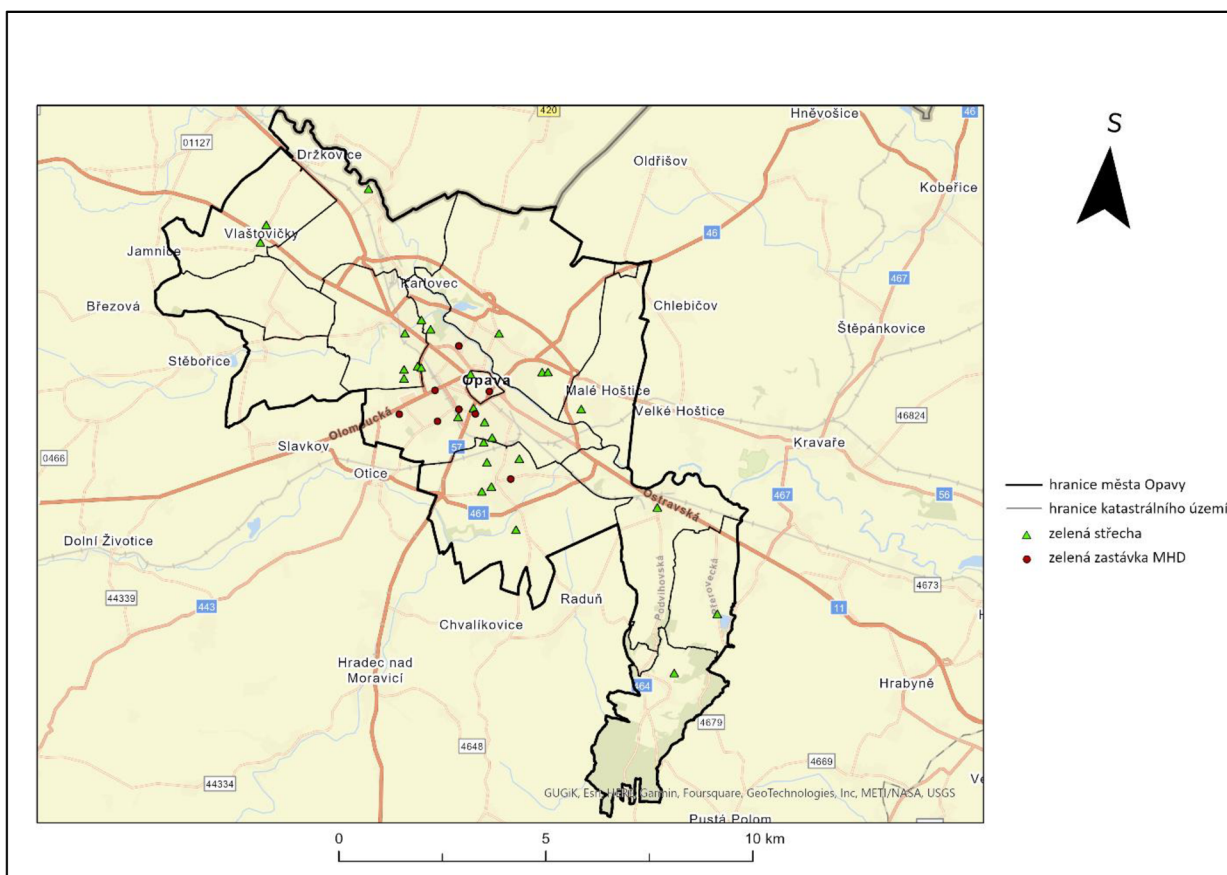 420
Hněvošice
46
S
01127
Držkovice
Oldřišov
Kobeřice
Vlaštovičky
46
Jamnice
467
Karlovec
Březová
Chlebičov
Štěpánkovice
Stěbořice
Opava
Malé Hoštice
Velké Hoštice
46824
Olomoucká
Slavkov
57
Kravaře
0466
Otice
467
56
hranice města Opavy
Ostravská
461
hranice katastrálního území
zelená střecha
Dolní Životice
zelená zastávka MHD
Podvihovská
4673
44339
443
Raduň
11
Chvalíkovice
Hradec nad
Moravicí
464
Hrabyně
4679
4648
4669
44334
Ve
GUGiK, Esri, HERE, Garmin, Foursquare, GeoTechnologies, Inc, METI/NASA, USGS
Pustá Polom
0 5 10 km